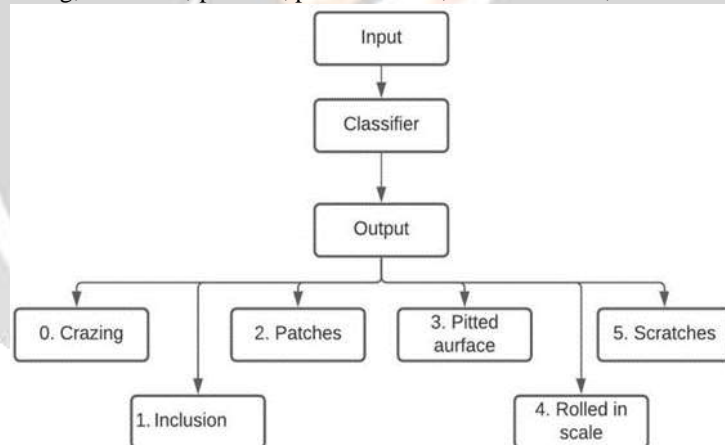 Input
Classifier
Output
0. Crazing
2. Patches
3. Pitted
aurface
5. Scratches
1. Inclusion
4. Rolled in
scale